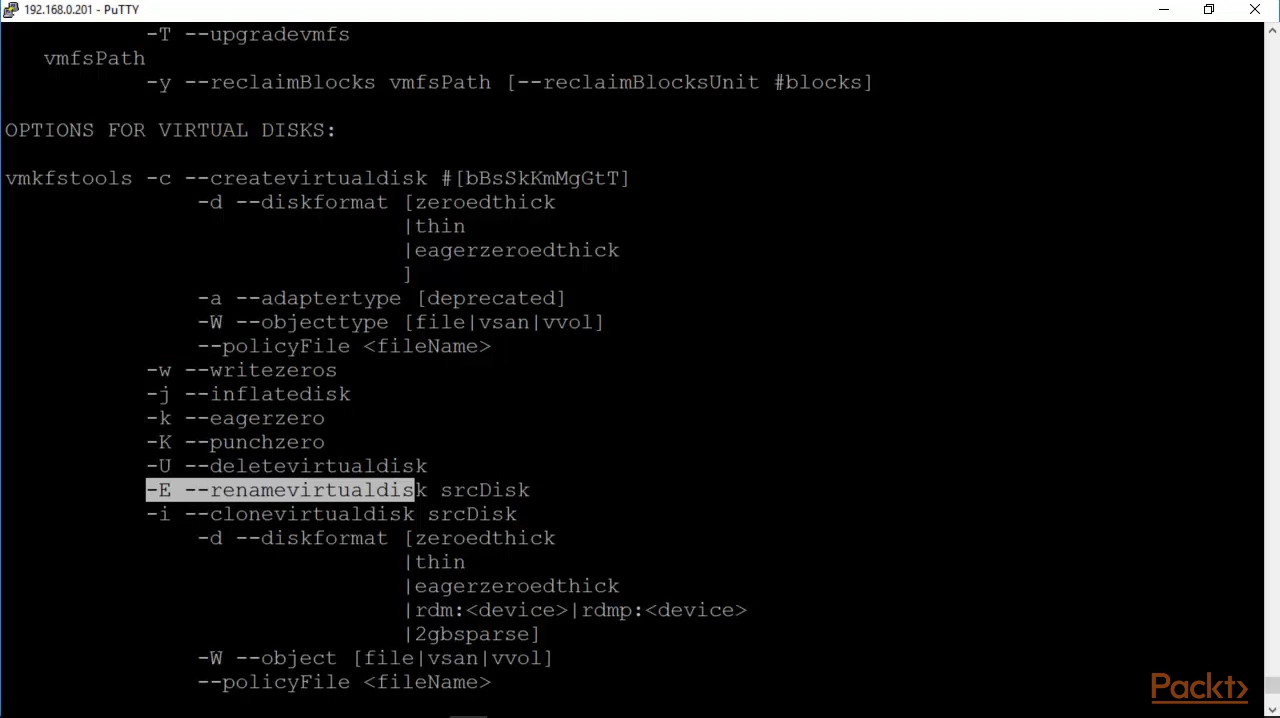 192.168.0.201 - PuTTY
-T --upgradevmfs
vmfsPath
-y --reclaimBlocks vmfsPath [--reclaimBlocksUnit #blocks]
OPTIONS FOR VIRTUAL DISKS:
vmkfstools -c --createvirtualdisk #[bBsSkKmMgGtT]
-d --diskformat [zeroedthick
|thin
|eagerzeroedthick
]
-a --adaptertype [deprecated]
-W --objecttype [file|vsan|vvol]
--policyFile <fileName>
-w --writezeros
-j --inflatedisk
-k --eagerzero
-K --punchzero
-U --deletevirtualdisk
-E --renamevirtualdisk srcDisk
-i --clonevirtualdisk srcDisk
-d --diskformat [zeroedthick
|thin
|eagerzeroedthick
|rdm:<device>|rdmp:<device>
|2gbsparse]
-W --object [file|vsan|vvol]
--policyFile <fileName>
Packt>